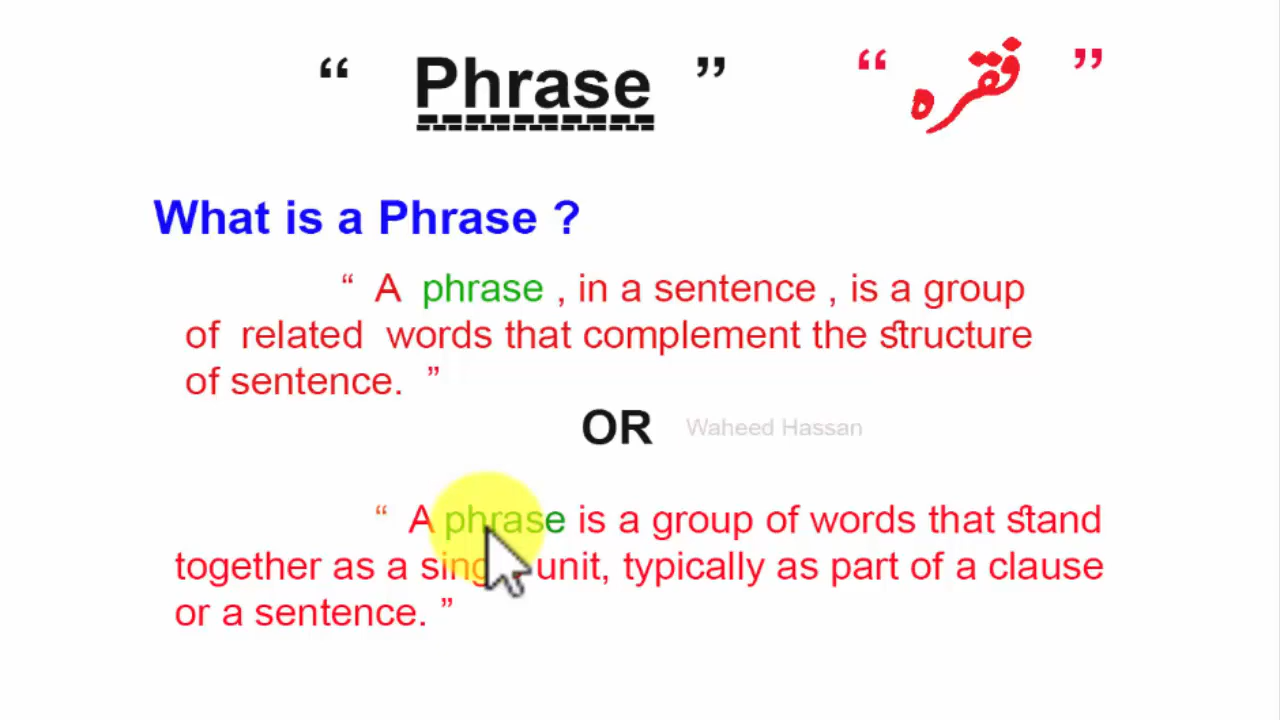 “ Phrase ” “ فقره ”
What is a Phrase ?
“ A phrase , in a sentence , is a group
of related words that complement the structure
of sentence. ”
OR Waheed Hassan
“ A phrase is a group of words that stand
together as a unit, typically as part of a clause
or a sentence. ”